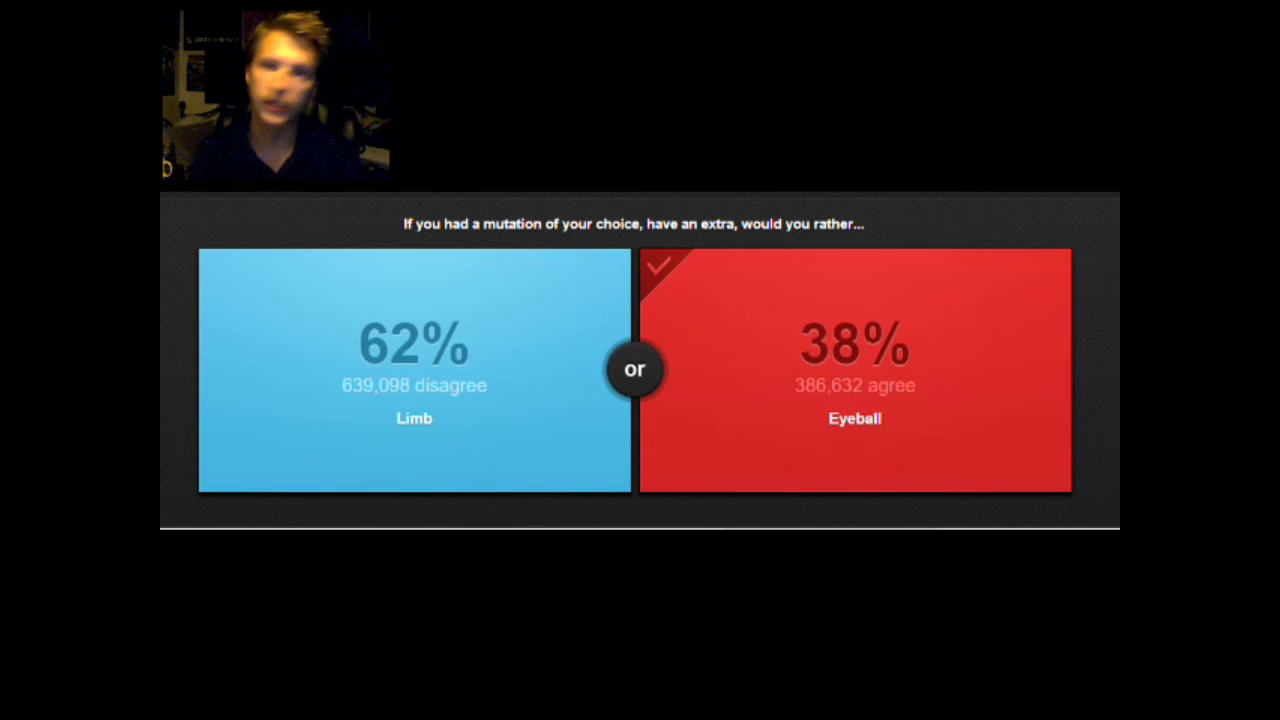 If you had a mutation of your choice, have an extra, would you rather...
62%
639,098 disagree
Limb
or
38%
386,632 agree
Eyeball